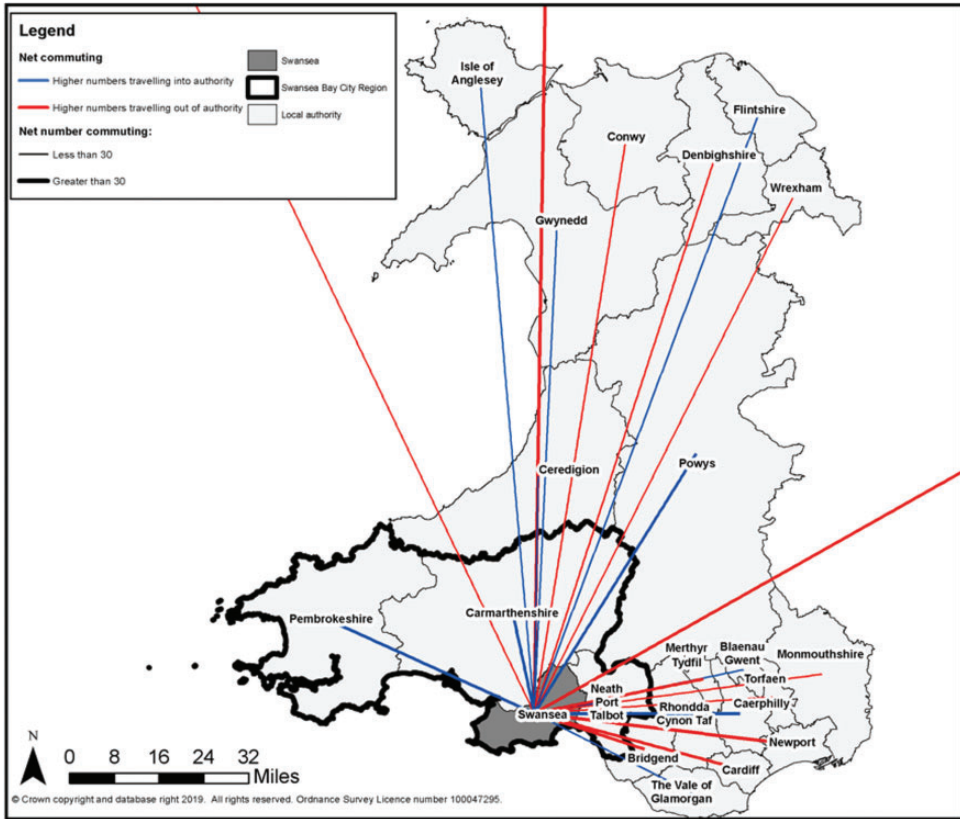 Legend
Net commuting
Higher numbers travelling into authority
Higher numbers travelling out of authority
Net number commuting:
Less than 30
Greater than 30
Swansea
Swansea Bay City Region
Local authority
Isle of
Anglesey
Flintshire
Conwy
Denbighshire
Wrexham
Gwynedd
Ceredigion
Powys
Pembrokeshire
Carmarthenshire
Merthyr
Tydfil
Blaenau
Gwent
Monmouthshire
Torfaen
Neath
Port
Talbot
Swansea
Rhondda
Cynon Taf
Caerphilly
Newport
Bridgend
Cardiff
The Vale of
Glamorgan
N
0 8 16 24 32
Miles
© Crown copyright and database right 2019. All rights reserved. Ordnance Survey Licence number 100047295.